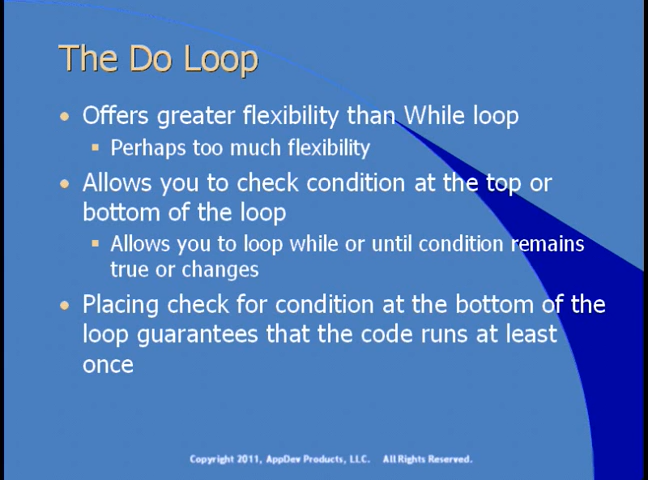 The Do Loop
• Offers greater flexibility than While loop
▪ Perhaps too much flexibility
• Allows you to check condition at the top or
bottom of the loop
▪ Allows you to loop while or until condition remains
true or changes
• Placing check for condition at the bottom of the
loop guarantees that the code runs at least
once
Copyright 2011, AppDev Products, LLC. All Rights Reserved.